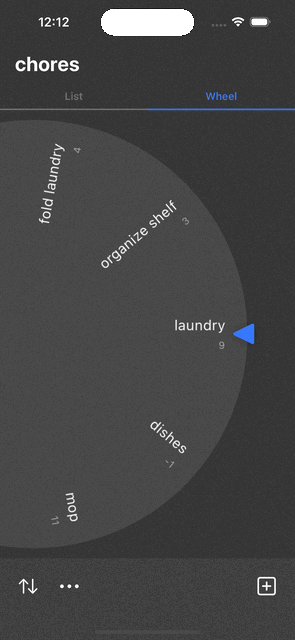 12:12
chores
List
Wheel
fold laundry
4
organize shelf
3
laundry
9
dishes
-1
mop
11